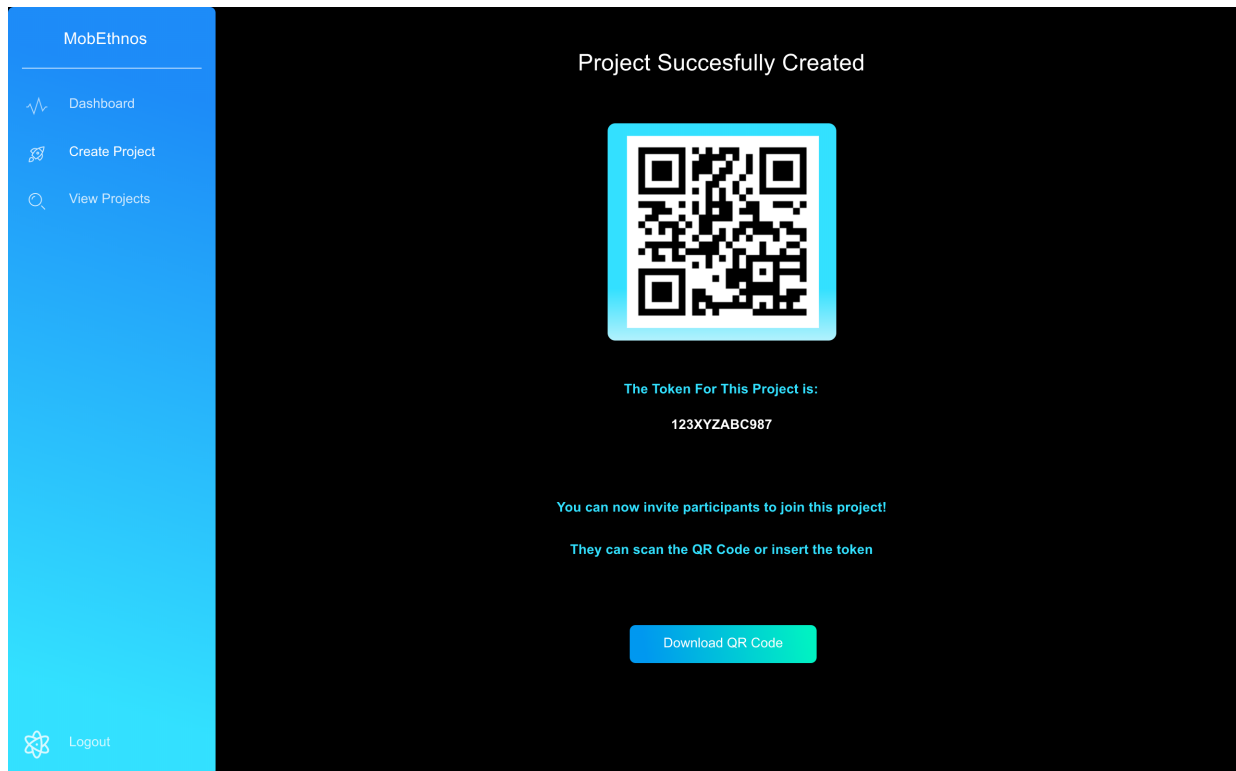 MobEthnos
Dashboard
Create Project
View Projects
Logout
Project Succesfully Created
The Token For This Project is:
123XYZABC987
You can now invite participants to join this project!
They can scan the QR Code or insert the token
Download QR Code